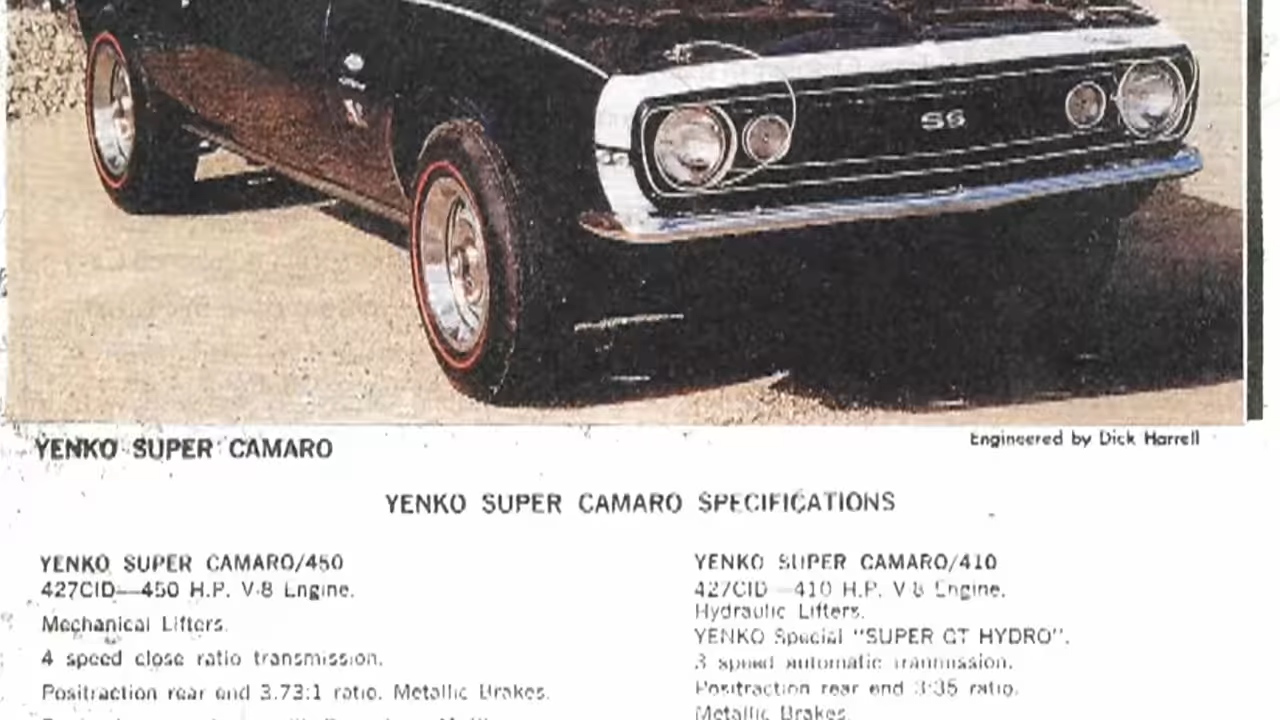 SS
YENKO SUPER CAMARO
Engineered by Dick Harrell
YENKO SUPER CAMARO SPECIFICATIONS
YENKO SUPER CAMARO/450
427CID—450 H.P. V-8 Engine.
Mechanical Lifters.
4 speed close ratio transmission.
Positraction rear end 3.73:1 ratio. Metallic Brakes.
YENKO SUPER CAMARO/410
427CID—410 H.P. V-8 Engine.
Hydraulic Lifters.
YENKO Special "SUPER GT HYDRO".
3 speed automatic tranmission.
Positraction rear end 3:35 ratio.
Metallic Brakes.